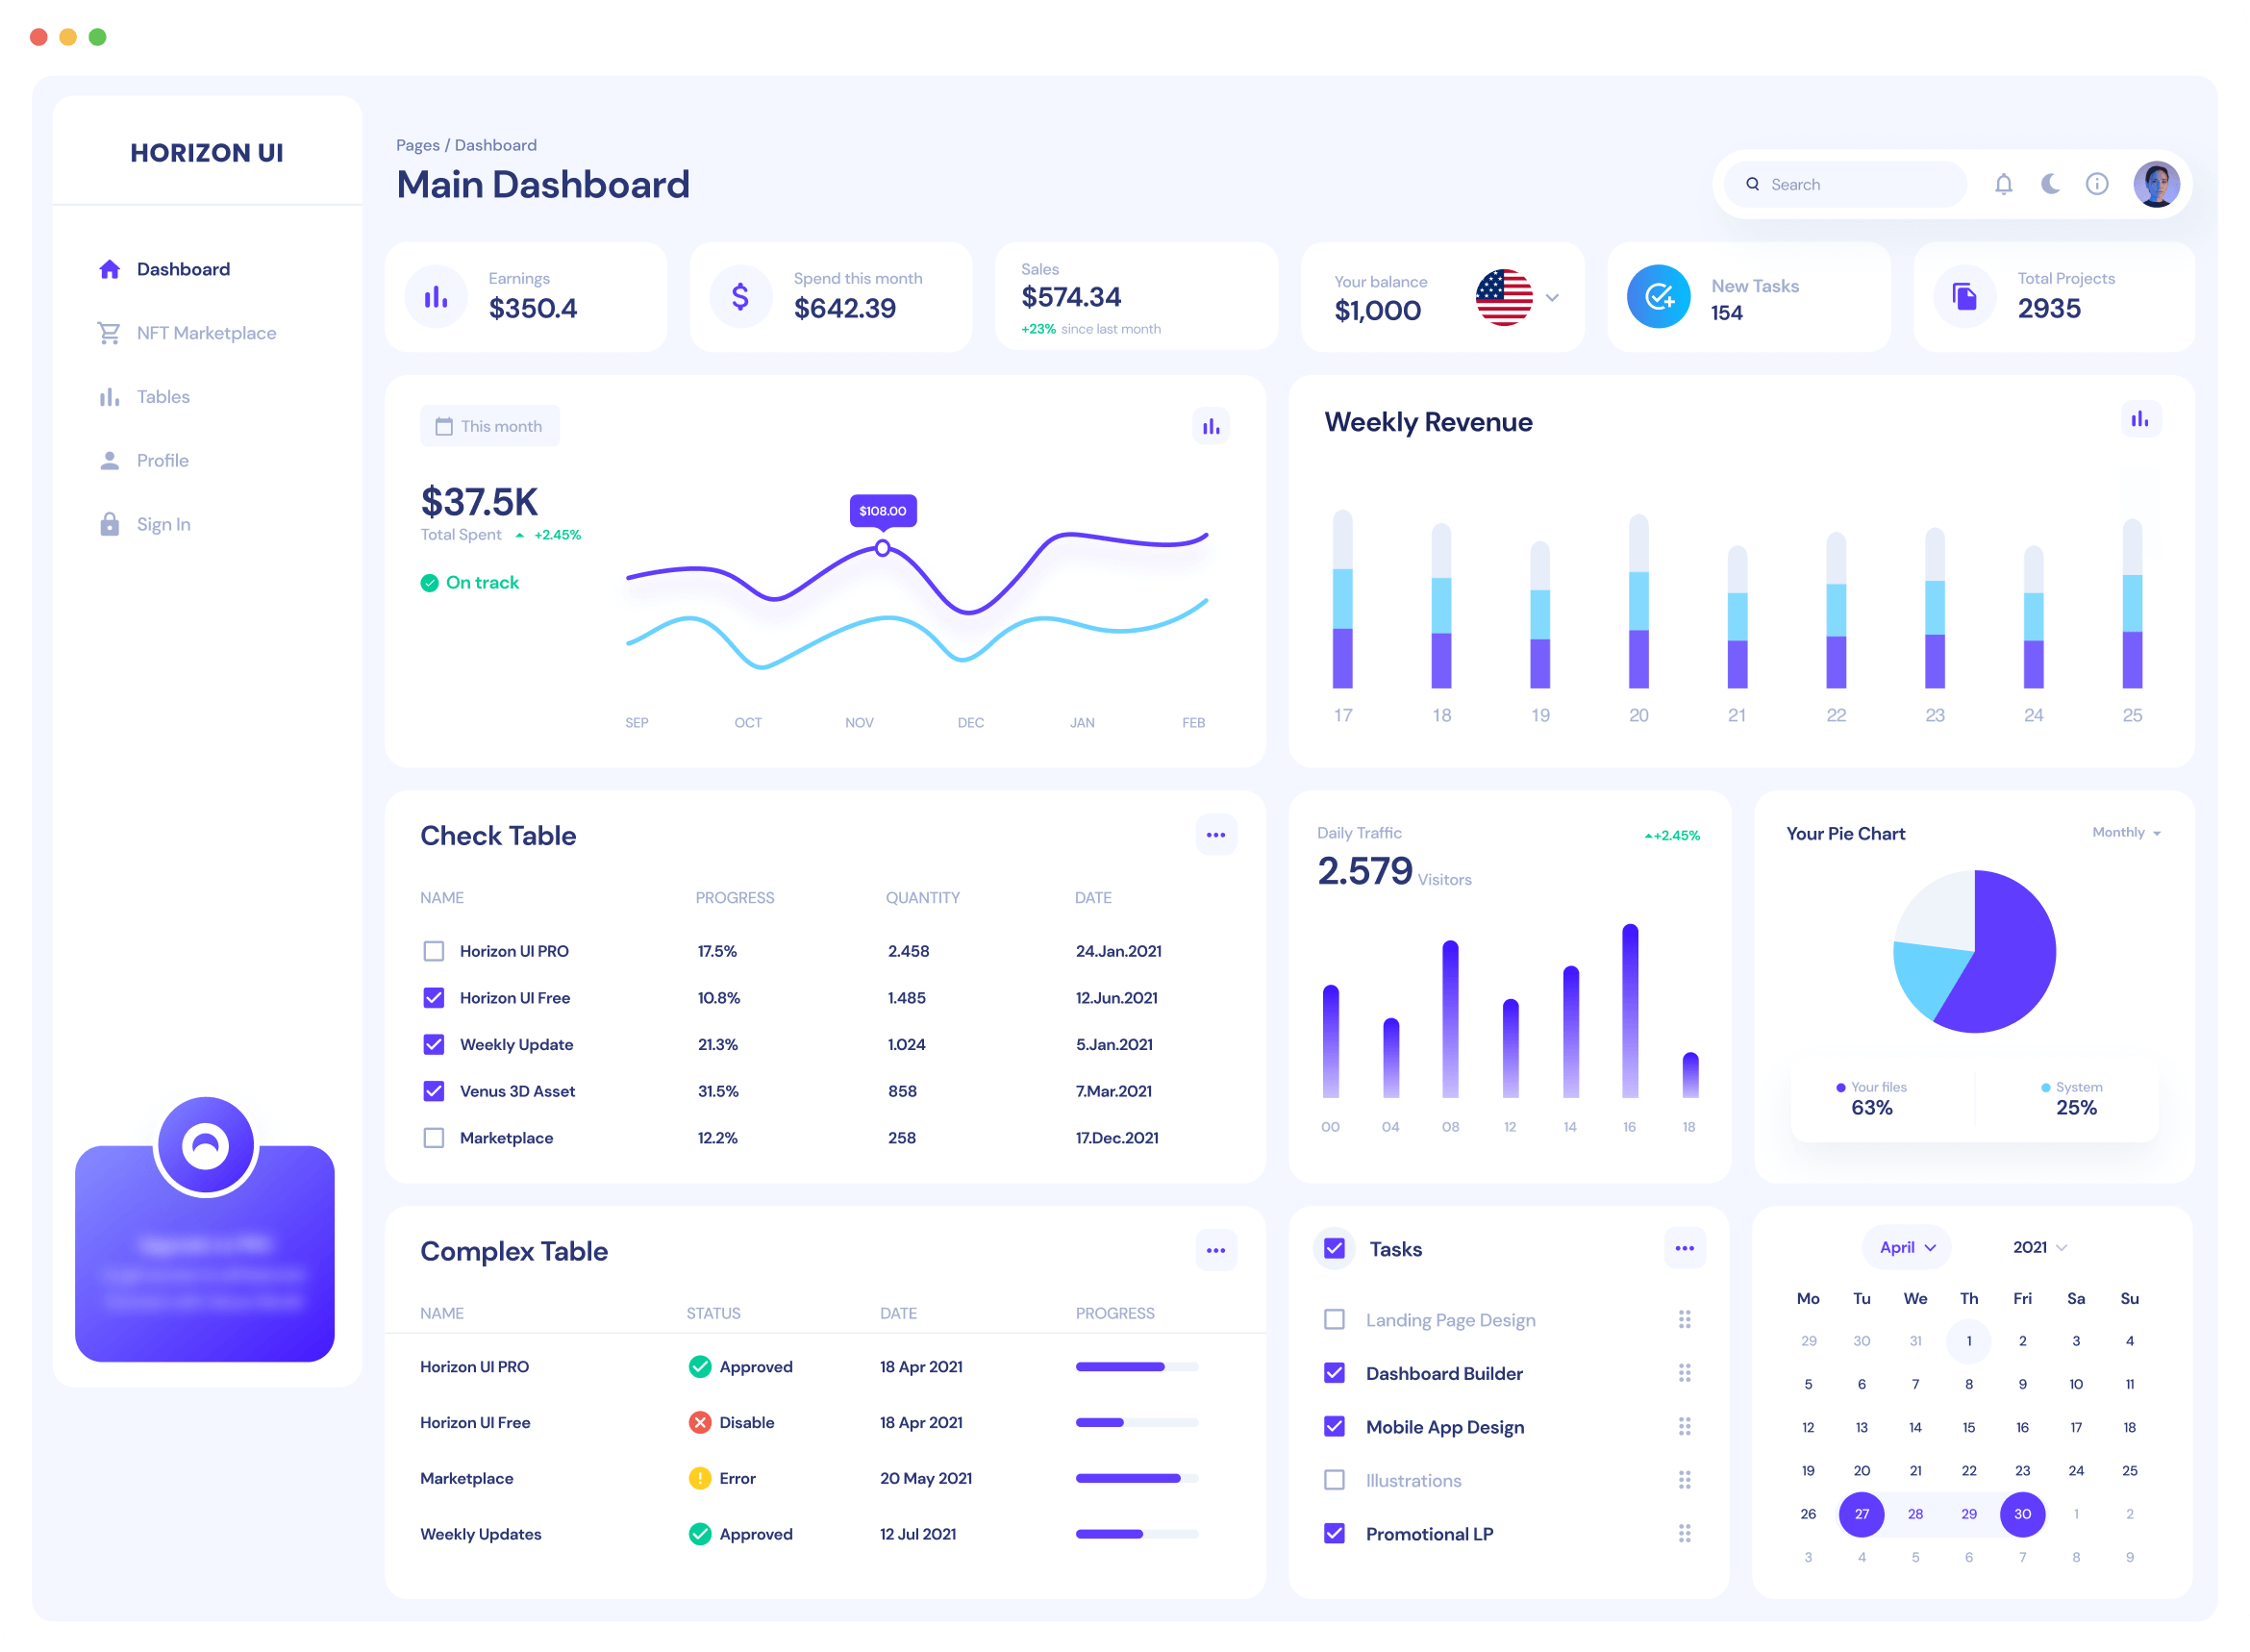 HORIZON UI
Dashboard
NFT Marketplace
Tables
Profile
Sign In
Pages / Dashboard
Main Dashboard
Search
Earnings
$350.4
Spend this month
$642.39
Sales
$574.34
+23% since last month
Your balance
$1,000
New Tasks
154
Total Projects
2935
This month
$37.5K
Total Spent +2.45%
On track
$108.00
SEP OCT NOV DEC JAN FEB
Weekly Revenue
17 18 19 20 21 22 23 24 25
Check Table
NAME PROGRESS QUANTITY DATE
Horizon UI PRO 17.5% 2.458 24.Jan.2021
Horizon UI Free 10.8% 1.485 12.Jun.2021
Weekly Update 21.3% 1.024 5.Jan.2021
Venus 3D Asset 31.5% 858 7.Mar.2021
Marketplace 12.2% 258 17.Dec.2021
Daily Traffic
+2.45%
2.579 Visitors
00 04 08 12 14 16 18
Your Pie Chart
Monthly
Your files
63%
System
25%
Complex Table
NAME STATUS DATE PROGRESS
Horizon UI PRO Approved 18 Apr 2021
Horizon UI Free Disable 18 Apr 2021
Marketplace Error 20 May 2021
Weekly Updates Approved 12 Jul 2021
Tasks
Landing Page Design
Dashboard Builder
Mobile App Design
Illustrations
Promotional LP
April 2021
Mo Tu We Th Fri Sa Su
29 30 31 1 2 3 4
5 6 7 8 9 10 11
12 13 14 15 16 17 18
19 20 21 22 23 24 25
26 27 28 29 30 1 2
3 4 5 6 7 8 9